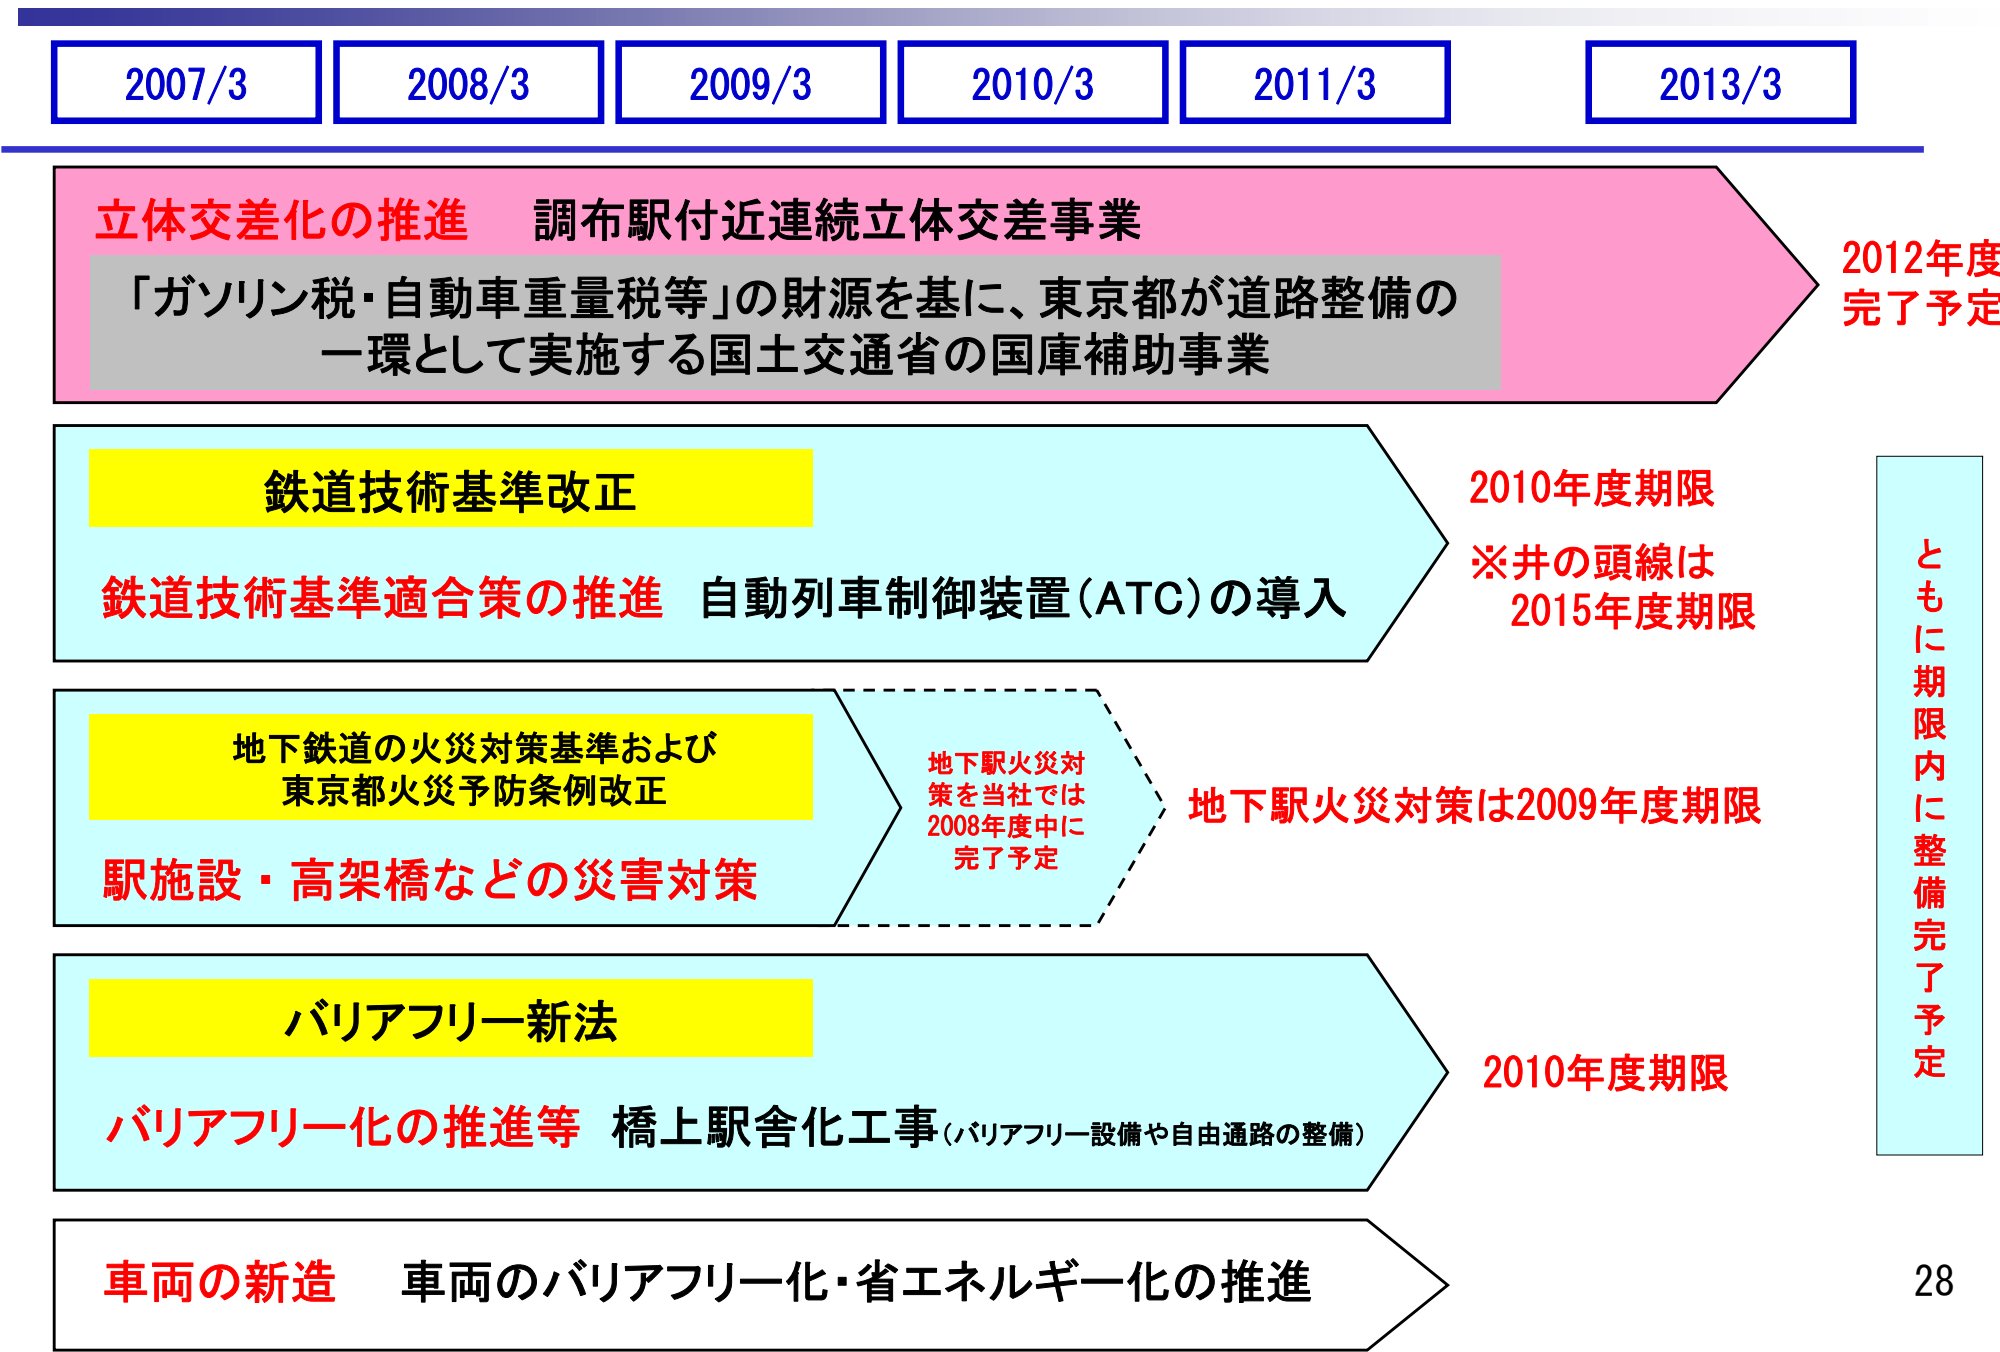 2007/3
2008/3
2009/3
2010/3
2011/3
2013/3
立体交差化の推進 調布駅付近連続立体交差事業
「ガソリン税・自動車重量税等」の財源を基に、東京都が道路整備の
一環として実施する国土交通省の国庫補助事業
2012年度
完了予定
鉄道技術基準改正
鉄道技術基準適合策の推進 自動列車制御装置(ATC)の導入
2010年度期限
※井の頭線は
2015年度期限
地下鉄道の火災対策基準および
東京都火災予防条例改正
駅施設・高架橋などの災害対策
地下駅火災対
策を当社では
2008年度中に
完了予定
地下駅火災対策は2009年度期限
バリアフリー新法
バリアフリー化の推進等 橋上駅舎化工事(バリアフリー設備や自由通路の整備)
2010年度期限
ともに期限内に整備完了予定
車両の新造 車両のバリアフリー化・省エネルギー化の推進
28